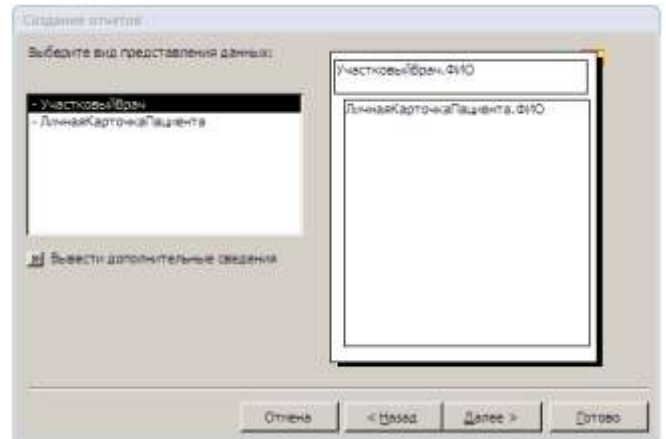 Создание отчетов
Выберите вид представления данных:
- УчастковыйВрач
- ЛичнаяКарточкаПациента
УчастковыйВрач.ФИО
ЛичнаяКарточкаПациента.ФИО
Вывести дополнительные сведения
Отмена
< Назад
Далее >
Готово